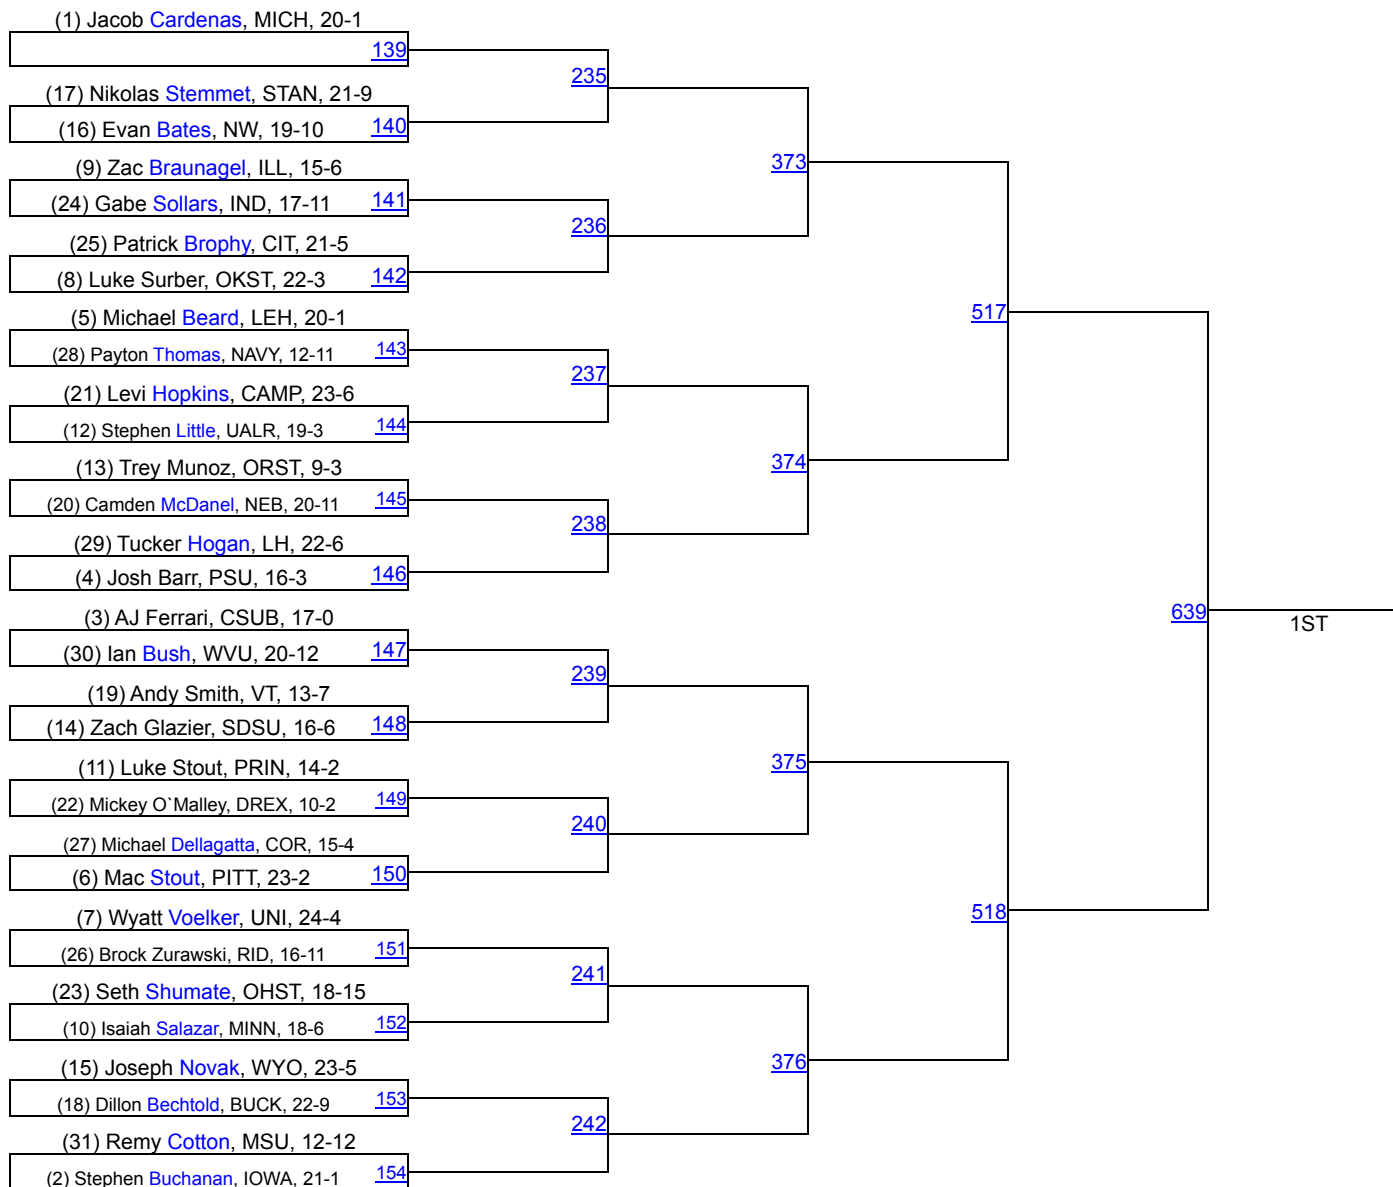 (1) Jacob Cardenas, MICH, 20-1
139
235
(17) Nikolas Stemmet, STAN, 21-9
(16) Evan Bates, NW, 19-10 140
373
(9) Zac Braunagel, ILL, 15-6
(24) Gabe Sollars, IND, 17-11 141
236
(25) Patrick Brophy, CIT, 21-5
(8) Luke Surber, OKST, 22-3 142
517
(5) Michael Beard, LEH, 20-1
(28) Payton Thomas, NAVY, 12-11 143
237
(21) Levi Hopkins, CAMP, 23-6
(12) Stephen Little, UALR, 19-3 144
374
(13) Trey Munoz, ORST, 9-3
(20) Camden McDanel, NEB, 20-11 145
238
(29) Tucker Hogan, LH, 22-6
(4) Josh Barr, PSU, 16-3 146
639
1ST
(3) AJ Ferrari, CSUB, 17-0
(30) Ian Bush, WVU, 20-12 147
239
(19) Andy Smith, VT, 13-7
(14) Zach Glazier, SDSU, 16-6 148
375
(11) Luke Stout, PRIN, 14-2
(22) Mickey O`Malley, DREX, 10-2 149
240
(27) Michael Dellagatta, COR, 15-4
(6) Mac Stout, PITT, 23-2 150
518
(7) Wyatt Voelker, UNI, 24-4
(26) Brock Zurawski, RID, 16-11 151
241
(23) Seth Shumate, OHST, 18-15
(10) Isaiah Salazar, MINN, 18-6 152
376
(15) Joseph Novak, WYO, 23-5
(18) Dillon Bechtold, BUCK, 22-9 153
242
(31) Remy Cotton, MSU, 12-12
(2) Stephen Buchanan, IOWA, 21-1 154